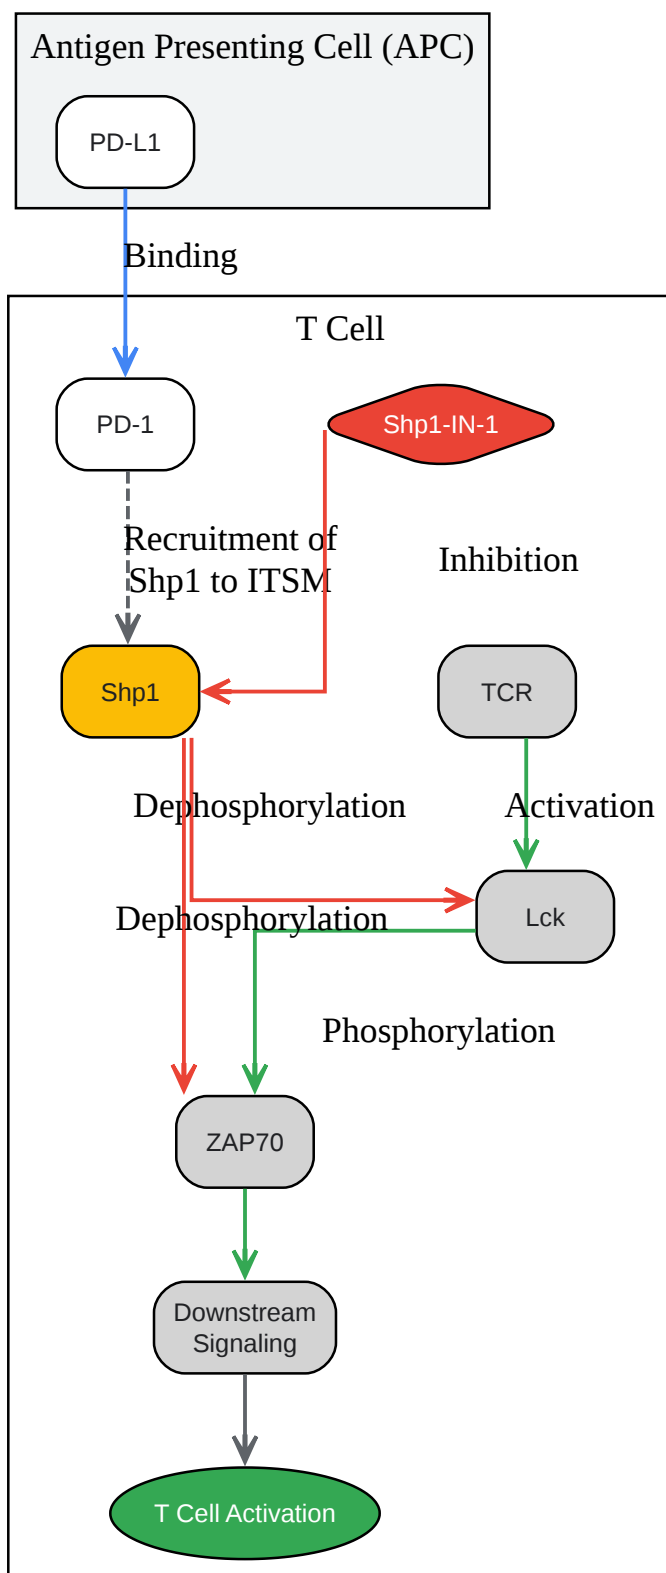 Antigen Presenting Cell (APC)
PD-L1
Binding
T Cell
PD-1
Shp1-IN-1
Recruitment of
Shp1 to ITSM
Inhibition
Shp1
TCR
Dephosphorylation
Activation
Lck
Dephosphorylation
Phosphorylation
ZAP70
Downstream
Signaling
T Cell Activation